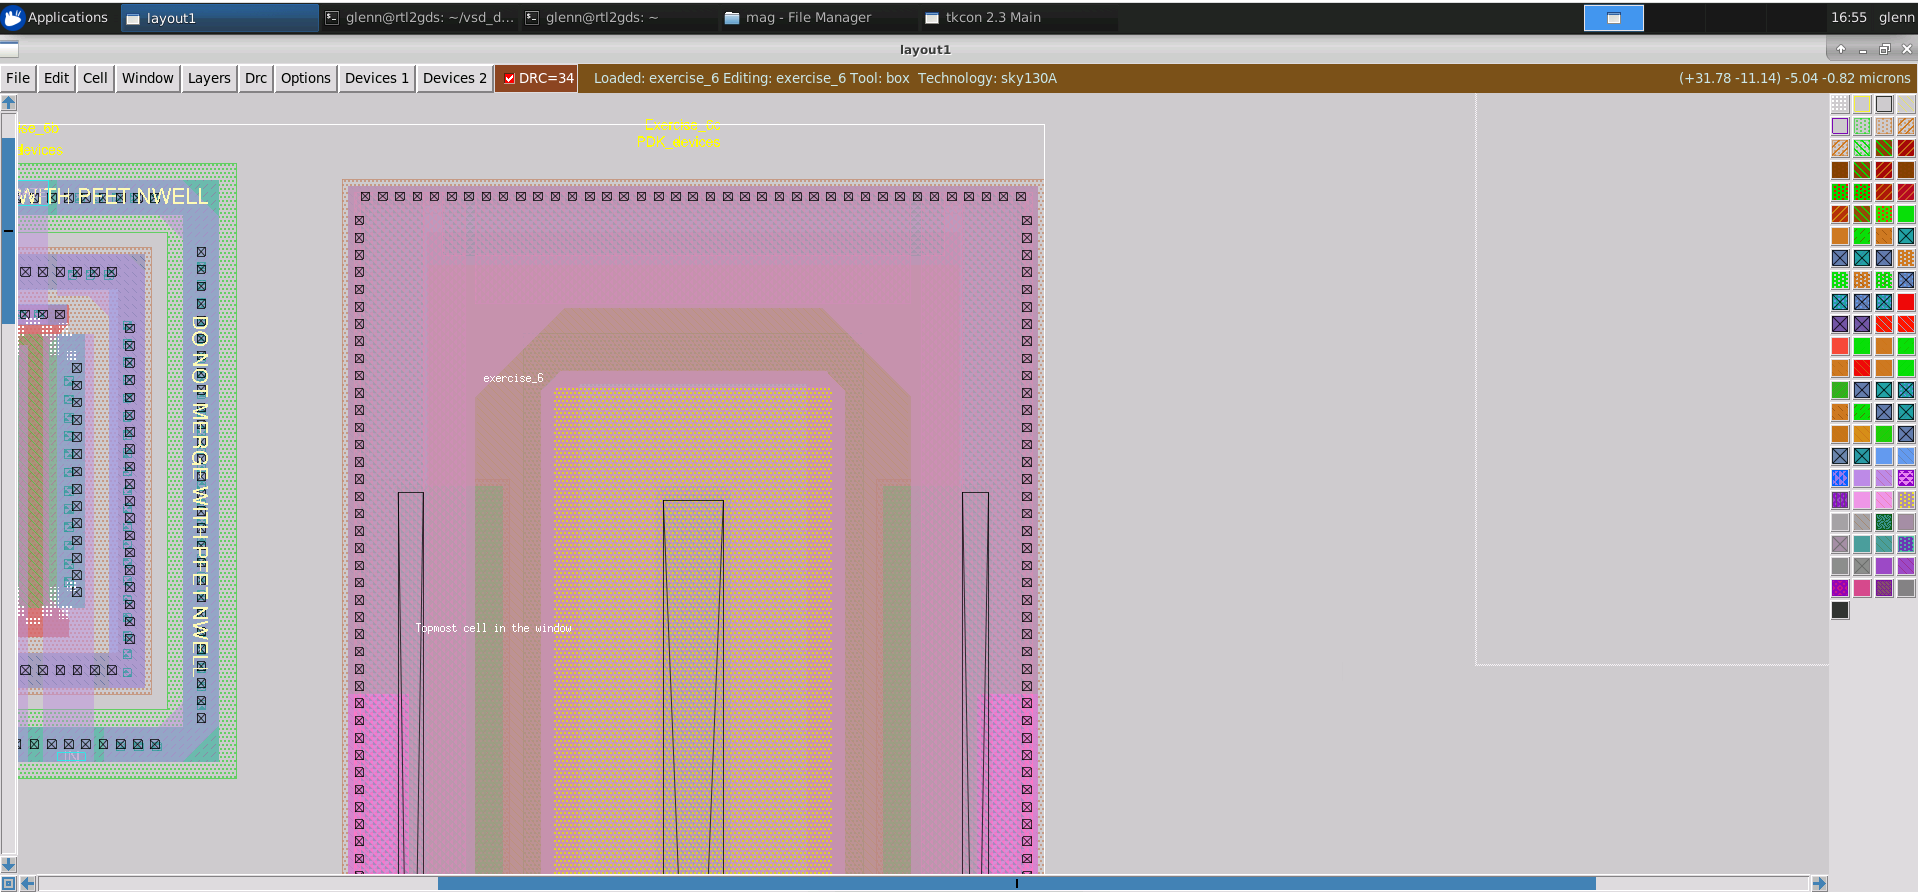 Applications
layout1
glenn@rtl2gds: ~/vsd_d...
glenn@rtl2gds: ~
mag - File Manager
tkcon 2.3 Main
16:55
glenn
layout1
File
Edit
Cell
Window
Layers
Drc
Options
Devices 1
Devices 2
DRC=34
Loaded: exercise_6 Editing: exercise_6 Tool: box  Technology: sky130A
(+31.78 -11.14) -5.04 -0.82 microns
se_6b
devices
Exercise_6c
PDK_devices
WITH PFET NWELL
DO NOT MERGE WITH PFET NWELL
exercise_6
Topmost cell in the window